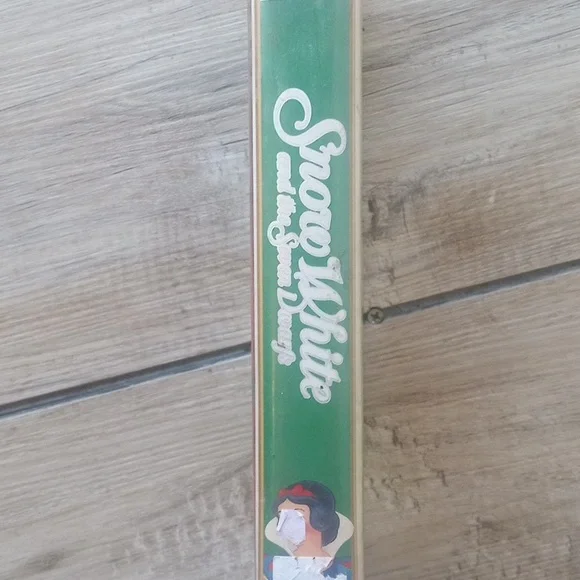 Snow White
and the Seven Dwarfs